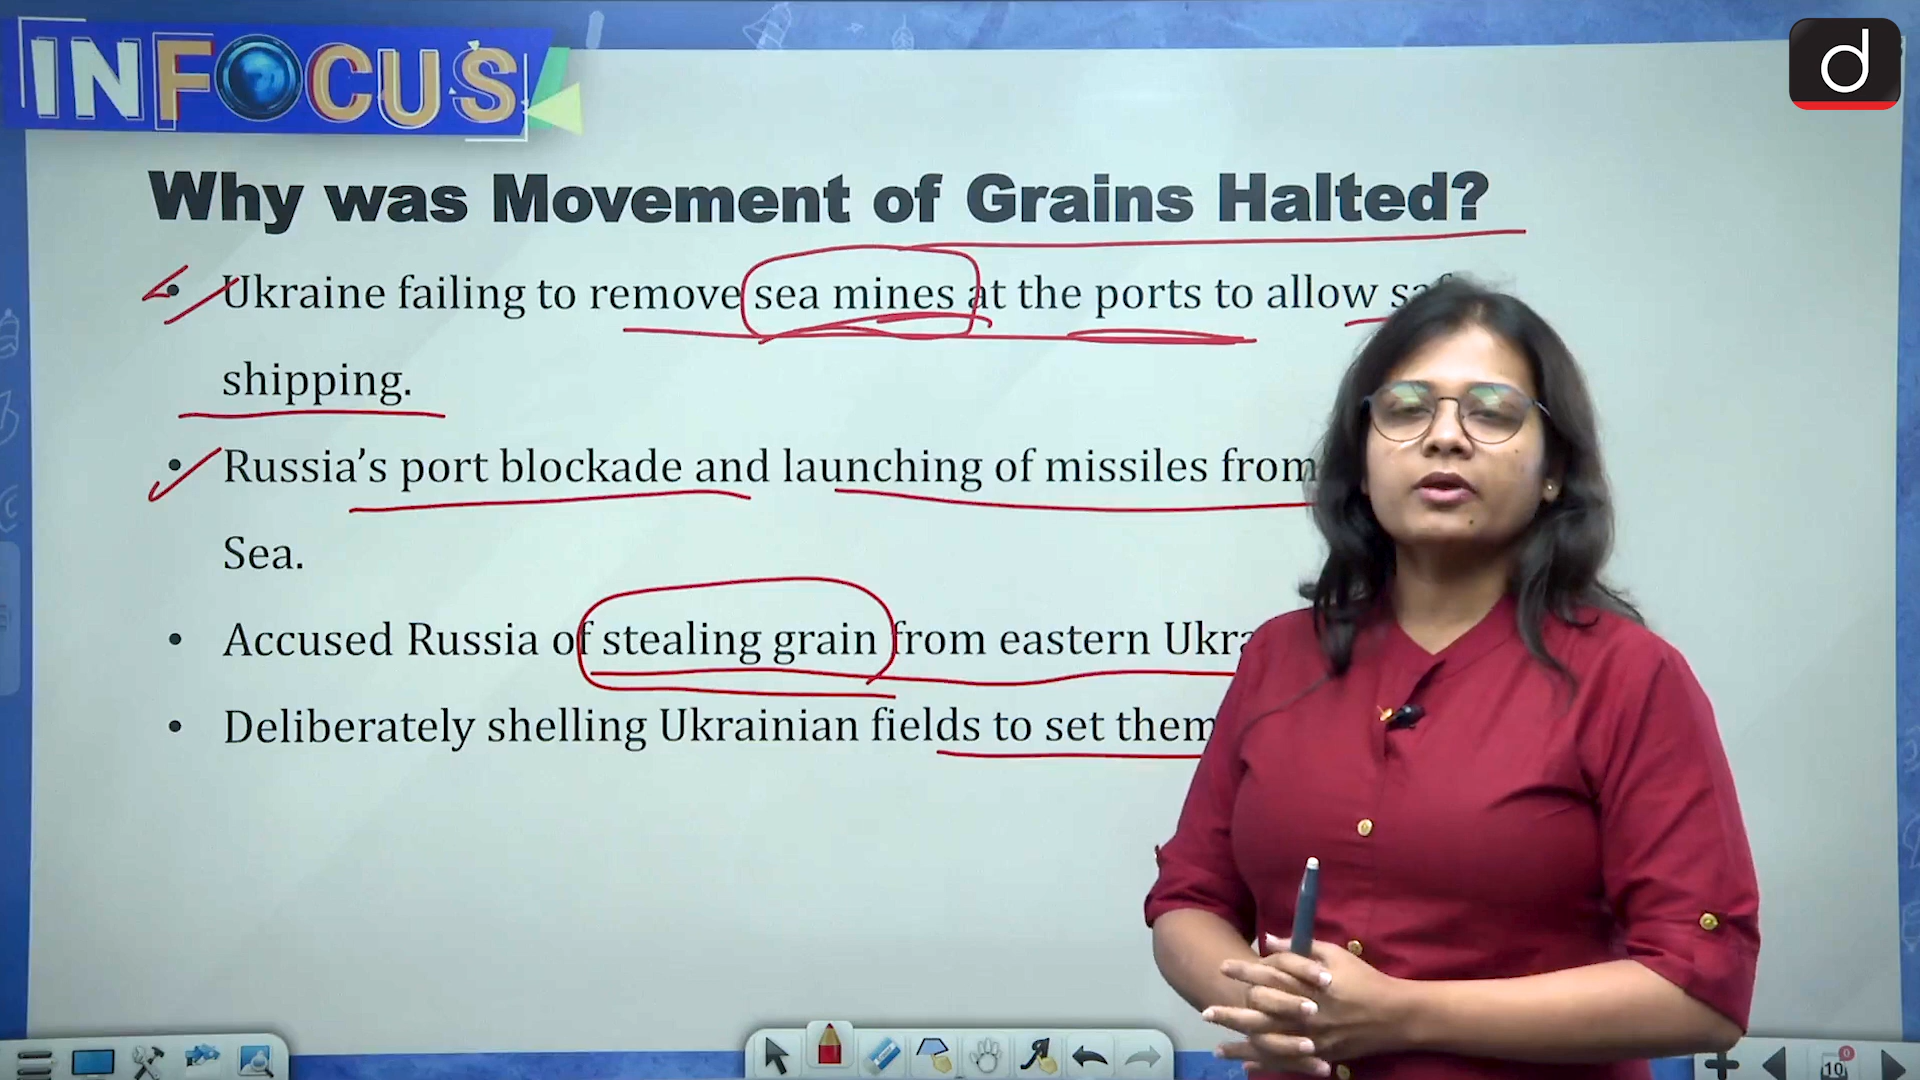 INFOCUS
d
Why was Movement of Grains Halted?
• Ukraine failing to remove sea mines at the ports to allow
shipping.
• Russia’s port blockade and launching of missiles from
Sea.
• Accused Russia of stealing grain from eastern
• Deliberately shelling Ukrainian fields to set them
10
0